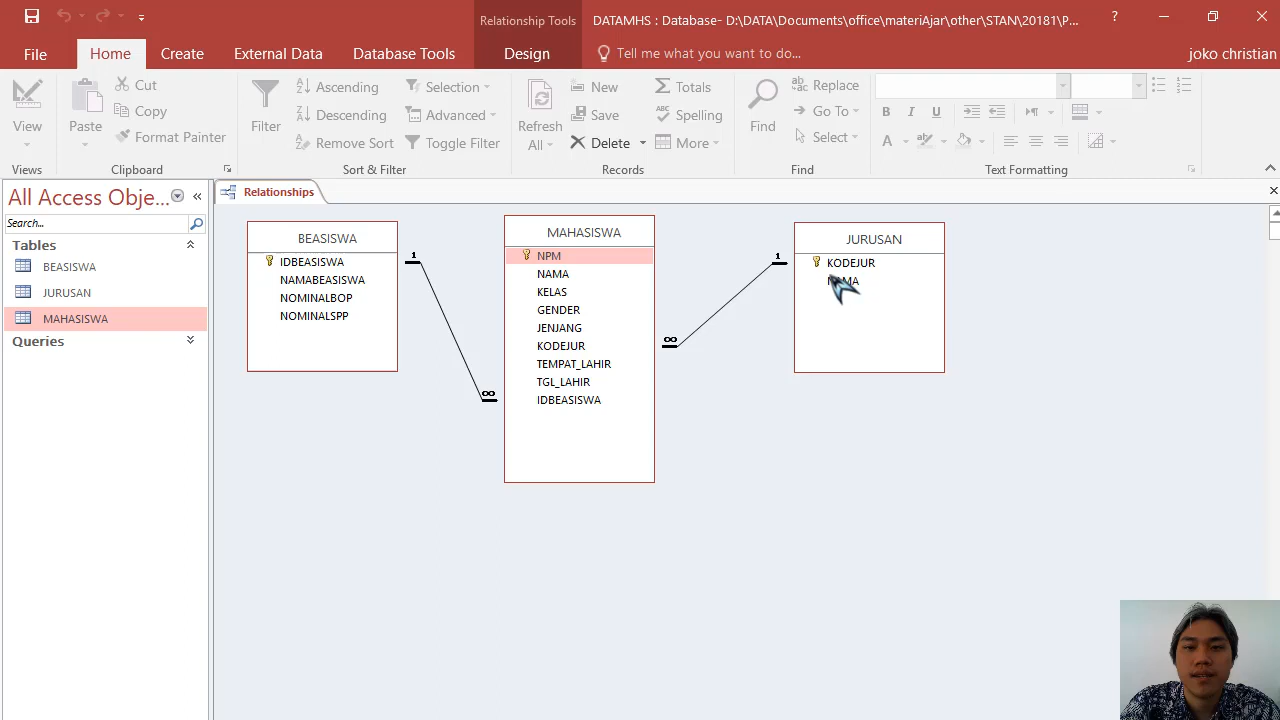 Relationship Tools
DATAMHS : Database- D:\DATA\Documents\office\materiAjar\other\STAN\20181\P...
?
File
Home
Create
External Data
Database Tools
Design
Tell me what you want to do...
joko christian
View
Views
Paste
Cut
Copy
Format Painter
Clipboard
Filter
Ascending
Descending
Remove Sort
Selection
Advanced
Toggle Filter
Sort & Filter
Refresh
All
New
Save
Delete
Totals
Spelling
More
Records
Find
Replace
Go To
Select
Find
B I U
A
Text Formatting
All Access Obje...
Search...
Tables
BEASISWA
JURUSAN
MAHASISWA
Queries
Relationships
BEASISWA
IDBEASISWA
NAMABEASISWA
NOMINALBOP
NOMINALSPP
1
∞
MAHASISWA
NPM
NAMA
KELAS
GENDER
JENJANG
KODEJUR
TEMPAT_LAHIR
TGL_LAHIR
IDBEASISWA
1
∞
JURUSAN
KODEJUR
NAMA